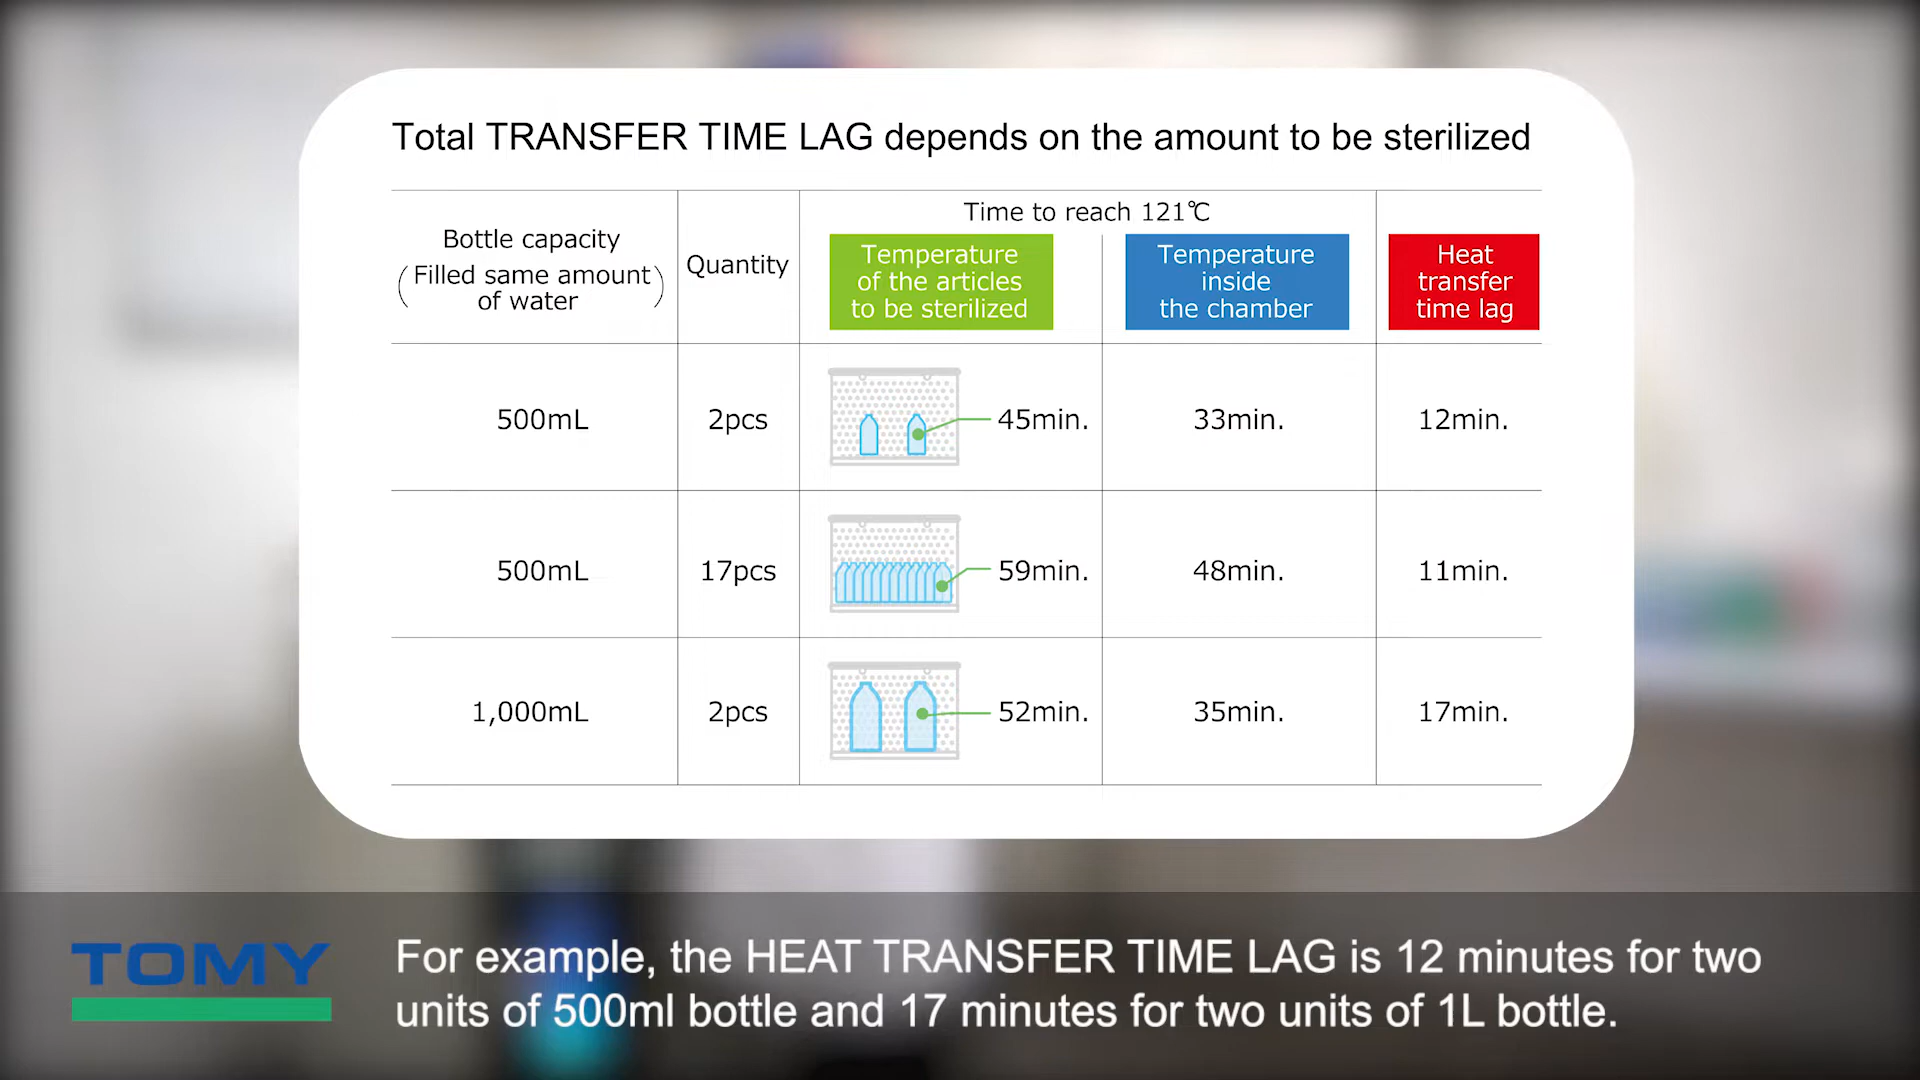 Total TRANSFER TIME LAG depends on the amount to be sterilized
Bottle capacity
(Filled same amount
of water)
Quantity
Time to reach 121℃
Temperature
of the articles
to be sterilized
Temperature
inside
the chamber
Heat
transfer
time lag
500mL 2pcs 45min. 33min. 12min.
500mL 17pcs 59min. 48min. 11min.
1,000mL 2pcs 52min. 35min. 17min.
TOMY
For example, the HEAT TRANSFER TIME LAG is 12 minutes for two
units of 500ml bottle and 17 minutes for two units of 1L bottle.